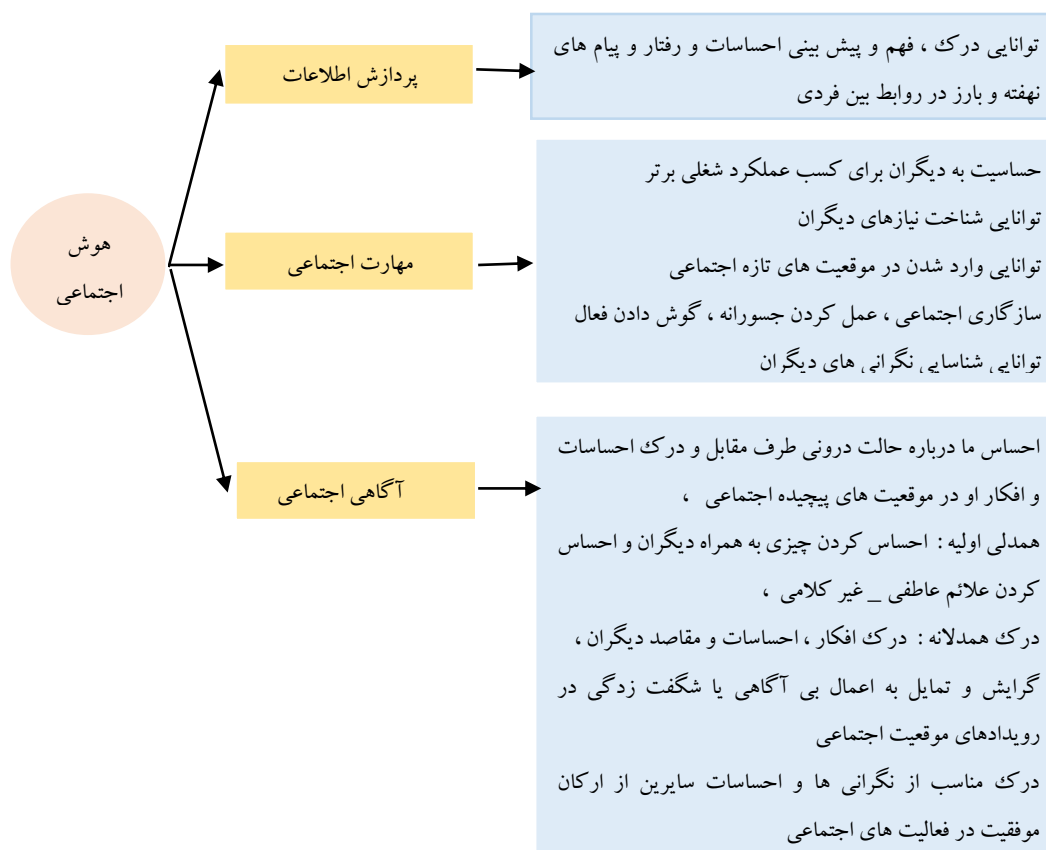 هوش
اجتماعی
پردازش اطلاعات
توانایی درک ، فهم و پیش بینی احساسات و رفتار و پیام های
نهفته و بارز در روابط بین فردی
مهارت اجتماعی
حساسیت به دیگران برای کسب عملکرد شغلی برتر
توانایی شناخت نیازهای دیگران
توانایی وارد شدن در موقعیت های تازه اجتماعی
سازگاری اجتماعی ، عمل کردن جسورانه ، گوش دادن فعال
توانایی شناسایی نگرانی های دیگران
آگاهی اجتماعی
احساس ما درباره حالت درونی طرف مقابل و درک احساسات
و افکار او در موقعیت های پیچیده اجتماعی ،
همدلی اولیه : احساس کردن چیزی به همراه دیگران و احساس
کردن علائم عاطفی _ غیر کلامی ،
درک همدلانه : درک افکار ، احساسات و مقاصد دیگران ،
گرایش و تمایل به اعمال بی آگاهی یا شگفت زدگی در
رویدادهای موقعیت اجتماعی
درک مناسب از نگرانی ها و احساسات سایرین از ارکان
موفقیت در فعالیت های اجتماعی